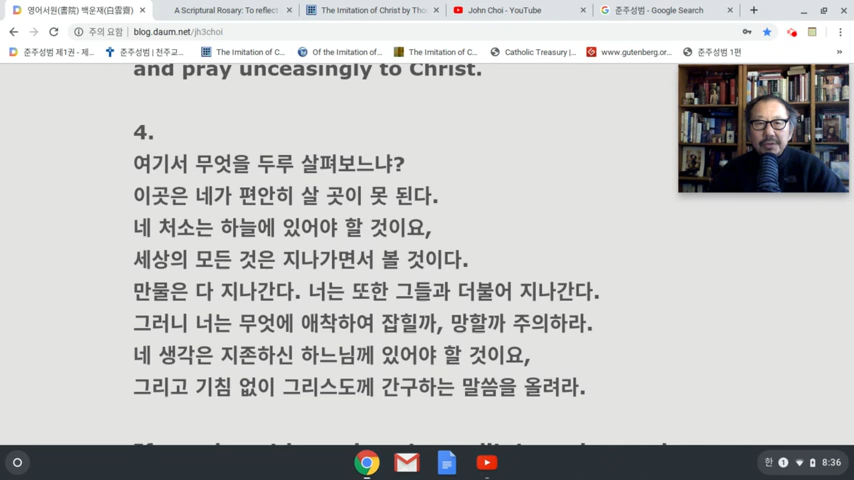 영어서원(書院) 백운재(白雲齋)
A Scriptural Rosary: To reflect
The Imitation of Christ by Tho
John Choi - YouTube
준주성범 - Google Search
주의 요함 blog.daum.net/jh3choi
준주성범 제1권 - 제...
준주성범 | 천주교...
The Imitation of C...
Of the Imitation of...
The Imitation of C...
Catholic Treasury |...
www.gutenberg.org...
준주성범 1편
and pray unceasingly to Christ.
4.
여기서 무엇을 두루 살펴보느냐?
이곳은 네가 편안히 살 곳이 못 된다.
네 처소는 하늘에 있어야 할 것이요,
세상의 모든 것은 지나가면서 볼 것이다.
만물은 다 지나간다. 너는 또한 그들과 더불어 지나간다.
그러니 너는 무엇에 애착하여 잡힐까, 망할까 주의하라.
네 생각은 지존하신 하느님께 있어야 할 것이요,
그리고 기침 없이 그리스도께 간구하는 말씀을 올려라.
한 1 8:36